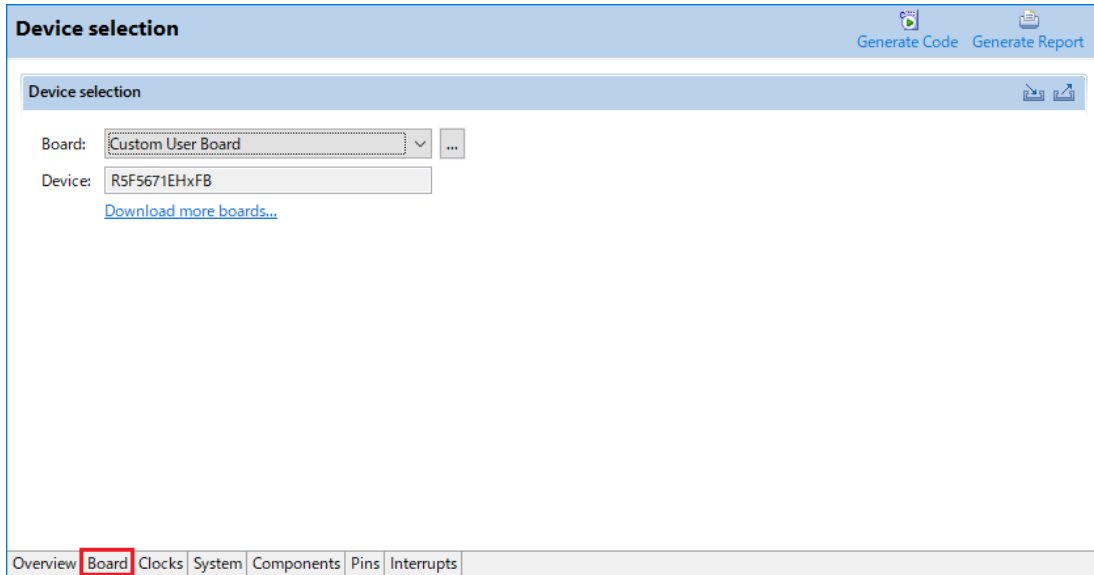 Device selection
Generate Code Generate Report
Device selection
Board: Custom User Board ...
Device: R5F5671EHxFB
Download more boards...
Overview Board Clocks System Components Pins Interrupts